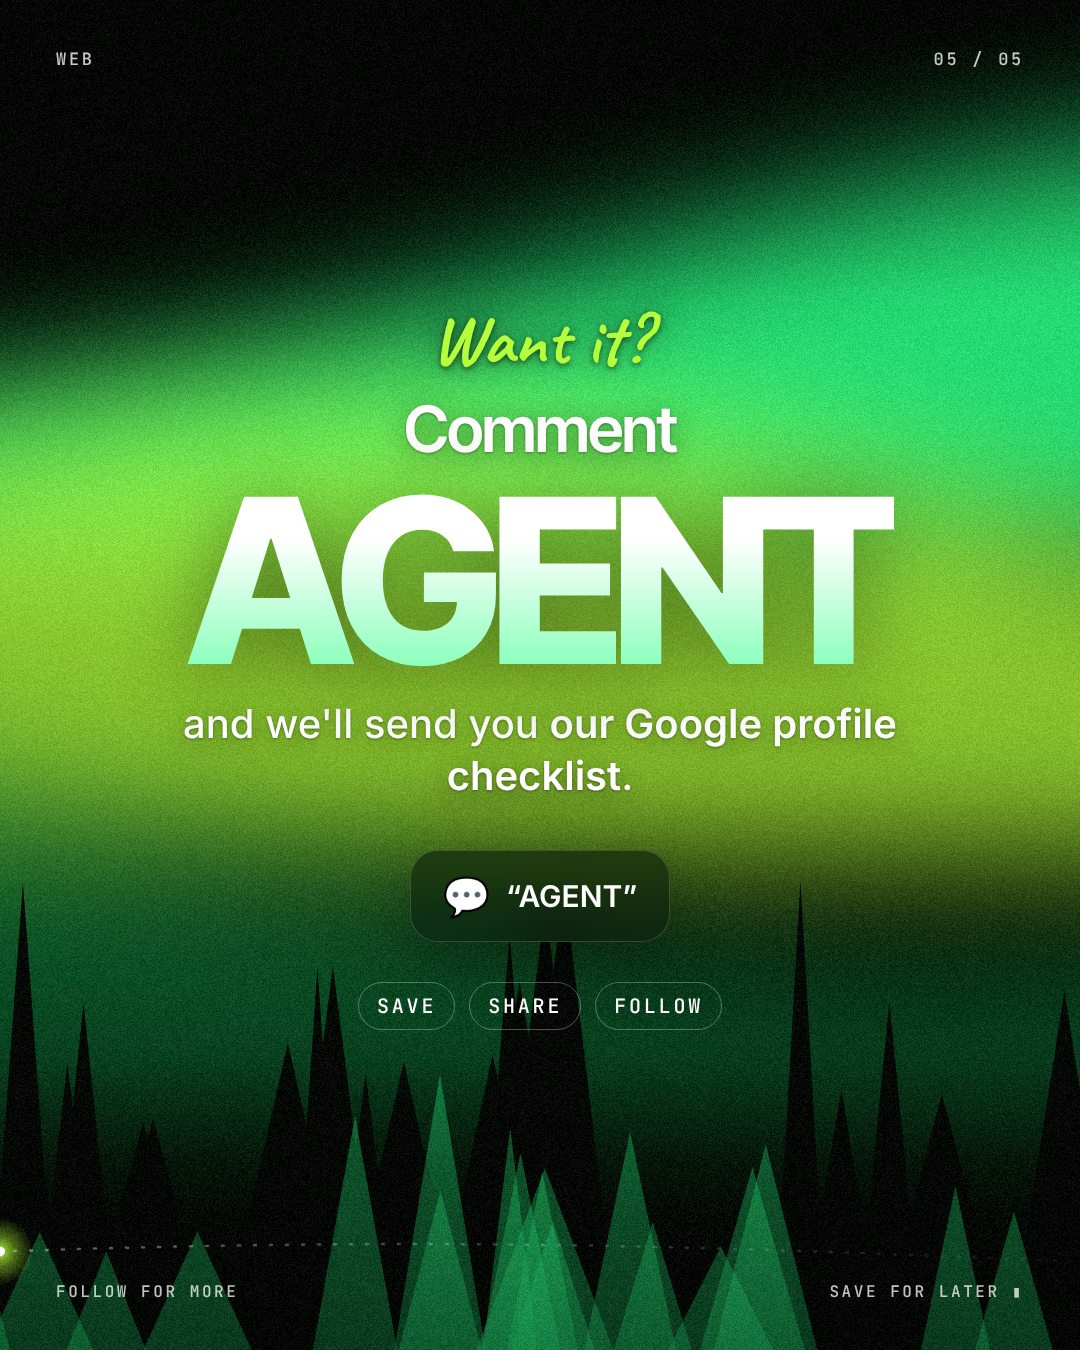 WEB
05 / 05
Want it?
Comment
AGENT
and we'll send you our Google profile
checklist.
“AGENT”
SAVE
SHARE
FOLLOW
FOLLOW FOR MORE
SAVE FOR LATER